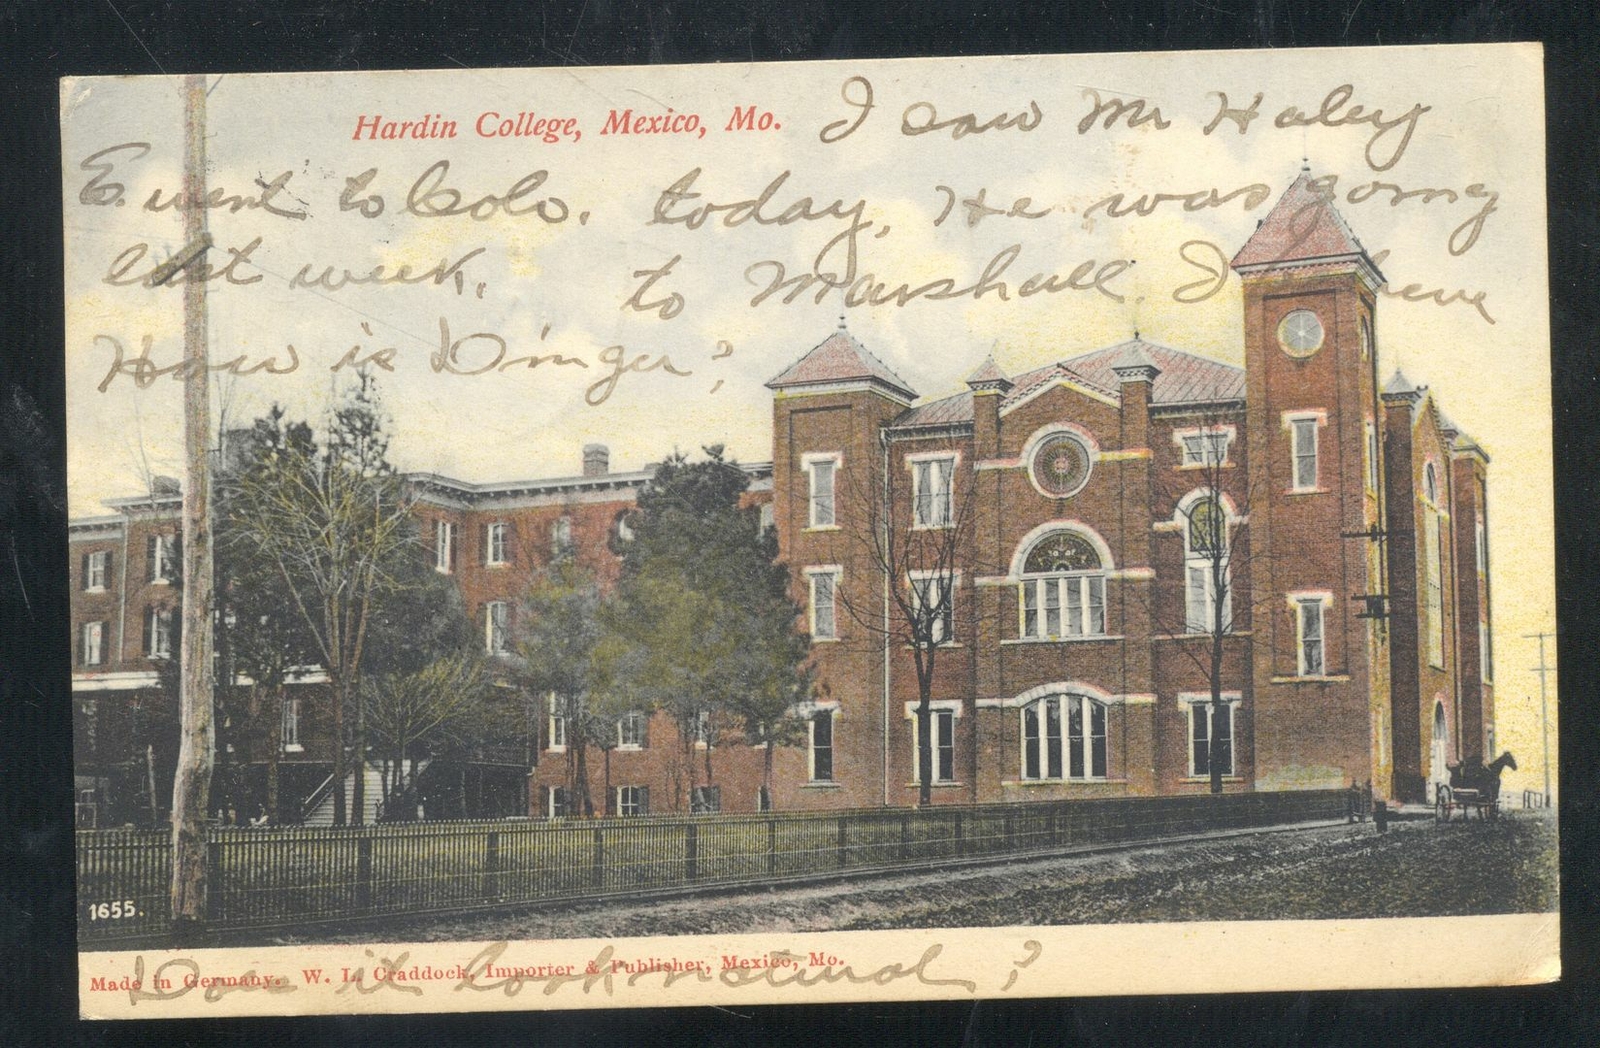 Hardin College, Mexico, Mo.
I saw Mr Haley
today, He was going
to Marshall. I
E. went to Colo.
last week.
How is Dinger?
1655.
Made in Germany. W. L. Craddock, Importer & Publisher, Mexico, Mo.
Does it look natural?